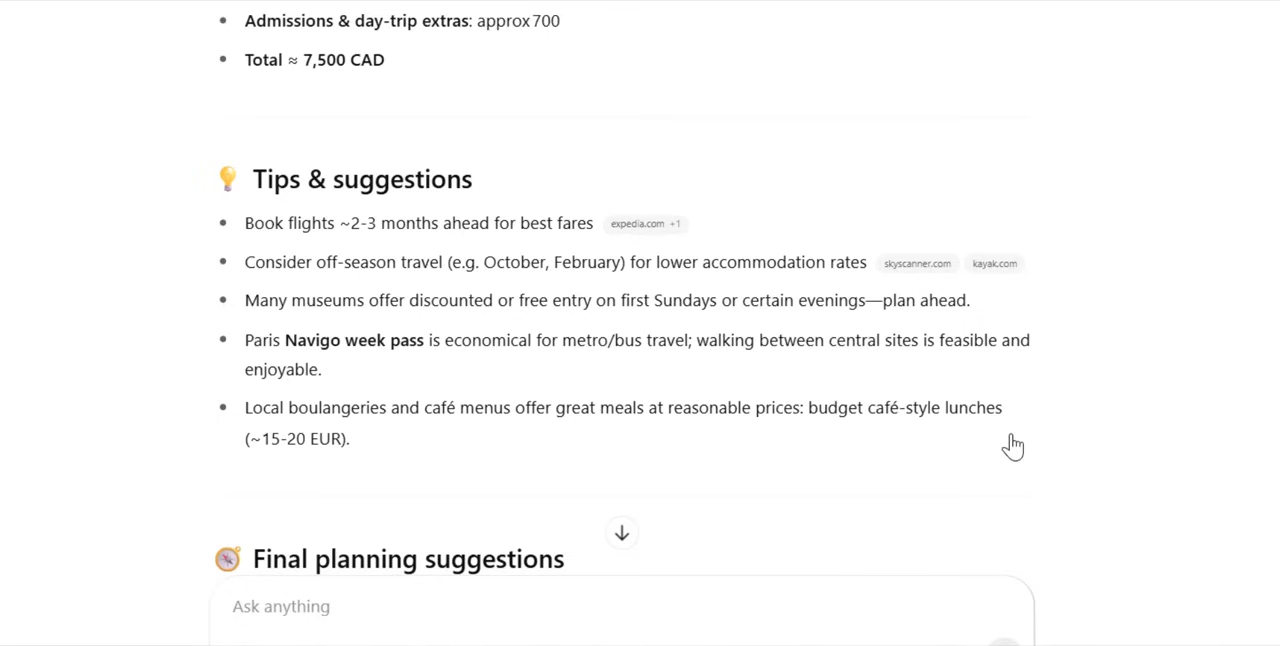 Admissions & day-trip extras: approx 700
Total ≈ 7,500 CAD
💡 Tips & suggestions
Book flights ~2-3 months ahead for best fares expedia.com +1
Consider off-season travel (e.g. October, February) for lower accommodation rates skyscanner.com kayak.com
Many museums offer discounted or free entry on first Sundays or certain evenings—plan ahead.
Paris Navigo week pass is economical for metro/bus travel; walking between central sites is feasible and
enjoyable.
Local boulangeries and café menus offer great meals at reasonable prices: budget café-style lunches
(~15-20 EUR).
🧭 Final planning suggestions
Ask anything